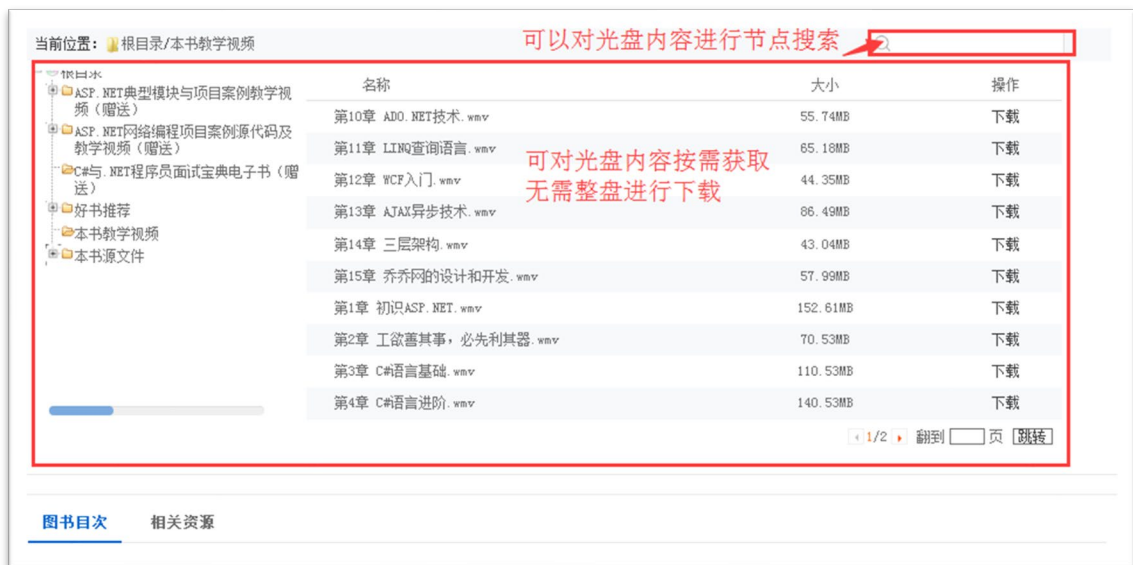 当前位置: 根目录/本书教学视频
可以对光盘内容进行节点搜索
根目录
ASP.NET典型模块与项目案例教学视
频（赠送）
ASP.NET网络编程项目案例源代码及
教学视频（赠送）
C#与.NET程序员面试宝典电子书（赠
送）
好书推荐
本书教学视频
本书源文件
名称 大小 操作
第10章 ADO.NET技术.wmv 55.74MB 下载
第11章 LINQ查询语言.wmv 65.18MB 下载
第12章 WCF入门.wmv 44.35MB 下载
第13章 AJAX异步技术.wmv 86.49MB 下载
第14章 三层架构.wmv 43.04MB 下载
第15章 乔乔网的设计和开发.wmv 57.99MB 下载
第1章 初识ASP.NET.wmv 152.61MB 下载
第2章 工欲善其事，必先利其器.wmv 70.53MB 下载
第3章 C#语言基础.wmv 110.53MB 下载
第4章 C#语言进阶.wmv 140.53MB 下载
可对光盘内容按需获取
无需整盘进行下载
1/2 翻到 页 跳转
图书目次 相关资源